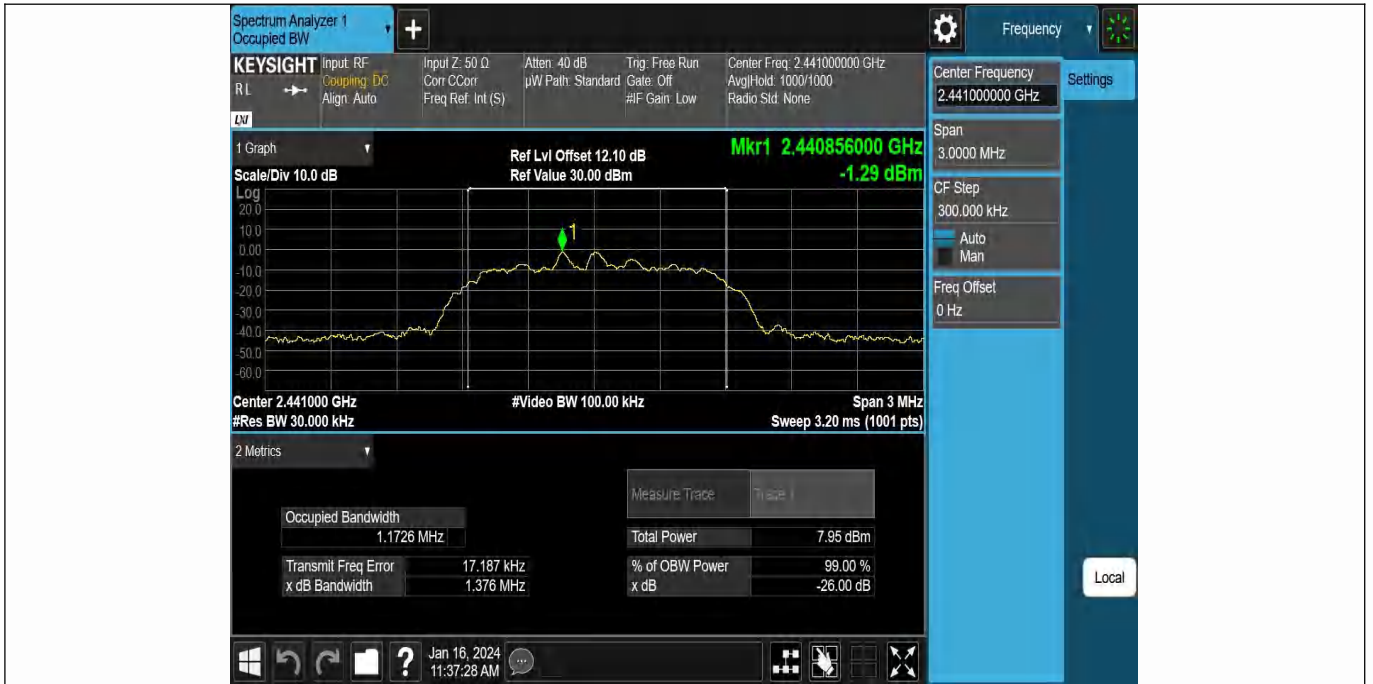 Spectrum Analyzer 1
Occupied BW
Frequency
KEYSIGHT
R L
LXI
Input: RF
Coupling: DC
Align: Auto
Input Z: 50 Ω
Corr CCorr
Freq Ref: Int (S)
Atten: 40 dB
µW Path: Standard
Trig: Free Run
Gate: Off
#IF Gain: Low
Center Freq: 2.441000000 GHz
Avg|Hold: 1000/1000
Radio Std: None
Center Frequency
2.441000000 GHz
Settings
Span
3.0000 MHz
CF Step
300.000 kHz
Auto
Man
Freq Offset
0 Hz
Local
1 Graph
Scale/Div 10.0 dB
Ref Lvl Offset 12.10 dB
Ref Value 30.00 dBm
Mkr1 2.440856000 GHz
-1.29 dBm
Log
20.0
10.0
0.00
-10.0
-20.0
-30.0
-40.0
-50.0
-60.0
1
Center 2.441000 GHz
#Video BW 100.00 kHz
Span 3 MHz
#Res BW 30.000 kHz
Sweep 3.20 ms (1001 pts)
2 Metrics
Measure Trace
Trace 1
Occupied Bandwidth
1.1726 MHz
Total Power
7.95 dBm
Transmit Freq Error
17.187 kHz
% of OBW Power
99.00 %
x dB Bandwidth
1.376 MHz
x dB
-26.00 dB
?
Jan 16, 2024
11:37:28 AM